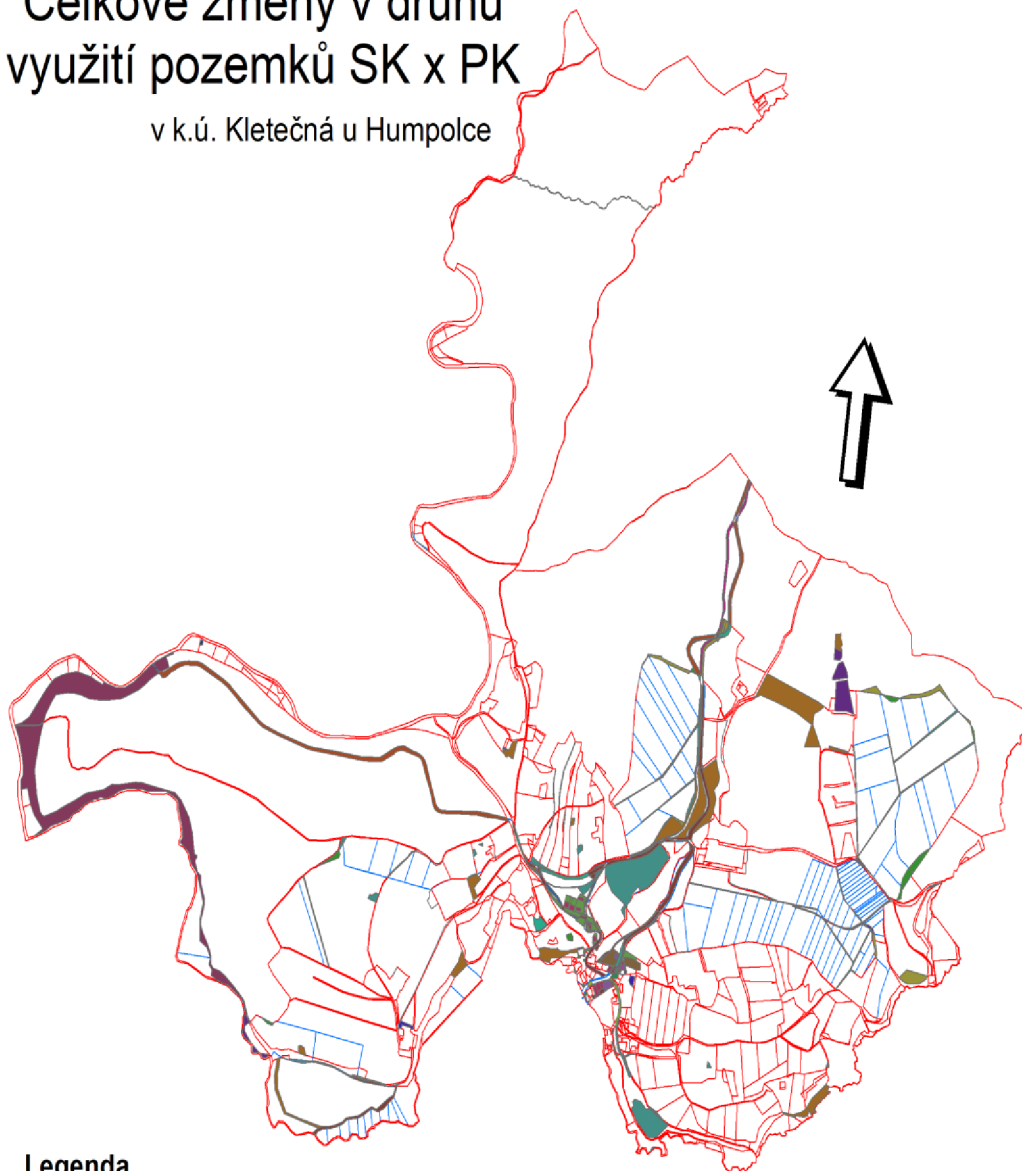 Celkové změny v druhu
využití pozemků SK x PK
v k.ú. Kletečná u Humpolce
Legenda